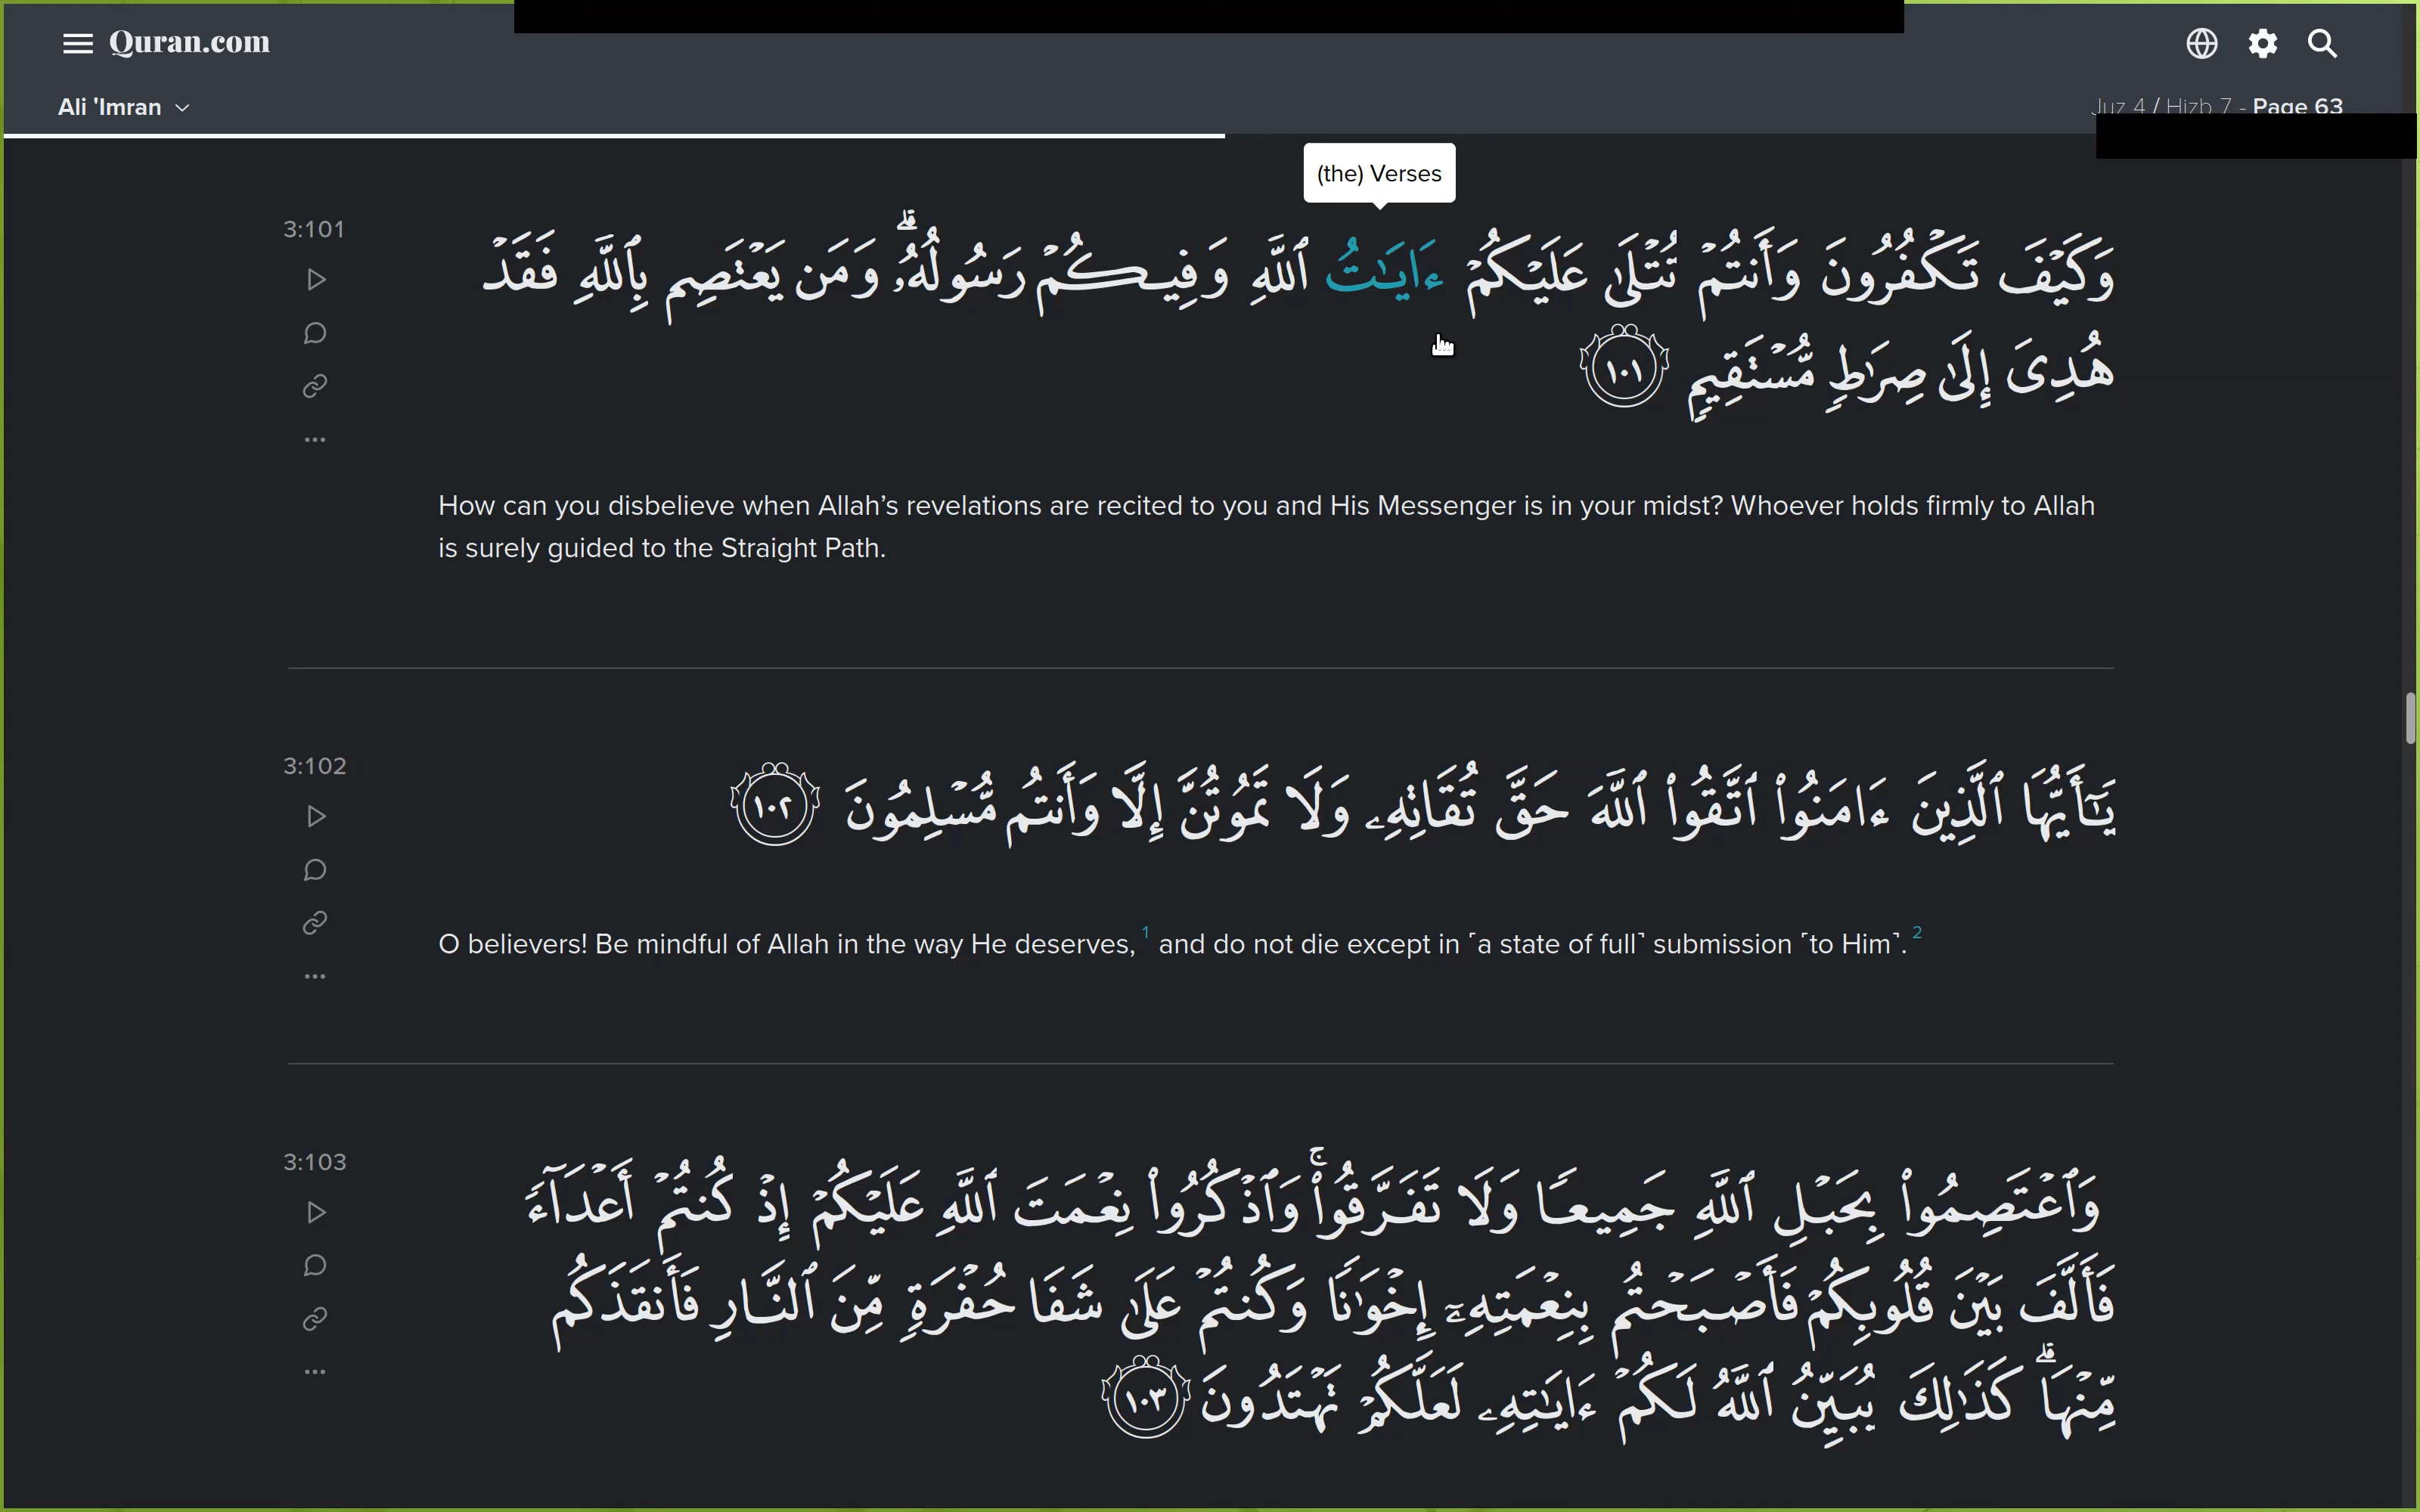 Quran.com
Ali 'Imran
Juz 4 / Hizb 7 - Page 63
(the) Verses
3:101
وَكَيْفَ تَكْفُرُونَ وَأَنتُمْ تُتْلَىٰ عَلَيْكُمْ ءَايَـٰتُ ٱللَّهِ وَفِيكُمْ رَسُولُهُۥ ۗ وَمَن يَعْتَصِم بِٱللَّهِ فَقَدْ
هُدِىَ إِلَىٰ صِرَٰطٍ مُّسْتَقِيمٍ ١٠١
How can you disbelieve when Allah’s revelations are recited to you and His Messenger is in your midst? Whoever holds firmly to Allah
is surely guided to the Straight Path.
3:102
يَـٰٓأَيُّهَا ٱلَّذِينَ ءَامَنُوا۟ ٱتَّقُوا۟ ٱللَّهَ حَقَّ تُقَاتِهِۦ وَلَا تَمُوتُنَّ إِلَّا وَأَنتُم مُّسْلِمُونَ ١٠٢
O believers! Be mindful of Allah in the way He deserves,1 and do not die except in ˹a state of full˺ submission ˹to Him˺.2
3:103
وَٱعْتَصِمُوا۟ بِحَبْلِ ٱللَّهِ جَمِيعًا وَلَا تَفَرَّقُوا۟ ۚ وَٱذْكُرُوا۟ نِعْمَتَ ٱللَّهِ عَلَيْكُمْ إِذْ كُنتُمْ أَعْدَآءً
فَأَلَّفَ بَيْنَ قُلُوبِكُمْ فَأَصْبَحْتُم بِنِعْمَتِهِۦٓ إِخْوَٰنًا وَكُنتُمْ عَلَىٰ شَفَا حُفْرَةٍ مِّنَ ٱلنَّارِ فَأَنقَذَكُم
مِّنْهَا ۗ كَذَٰلِكَ يُبَيِّنُ ٱللَّهُ لَكُمْ ءَايَـٰتِهِۦ لَعَلَّكُمْ تَهْتَدُونَ ١٠٣